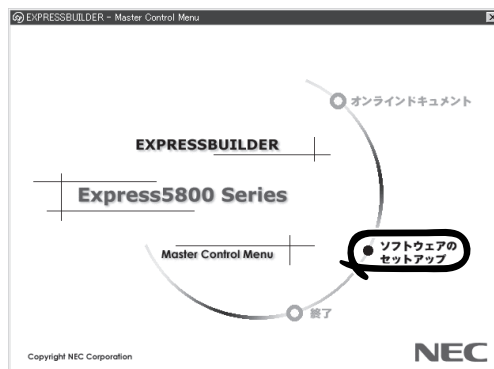 EXPRESSBUILDER - Master Control Menu
オンラインドキュメント
EXPRESSBUILDER
Express5800 Series
Master Control Menu
ソフトウェアの
セットアップ
終了
Copyright NEC Corporation
NEC